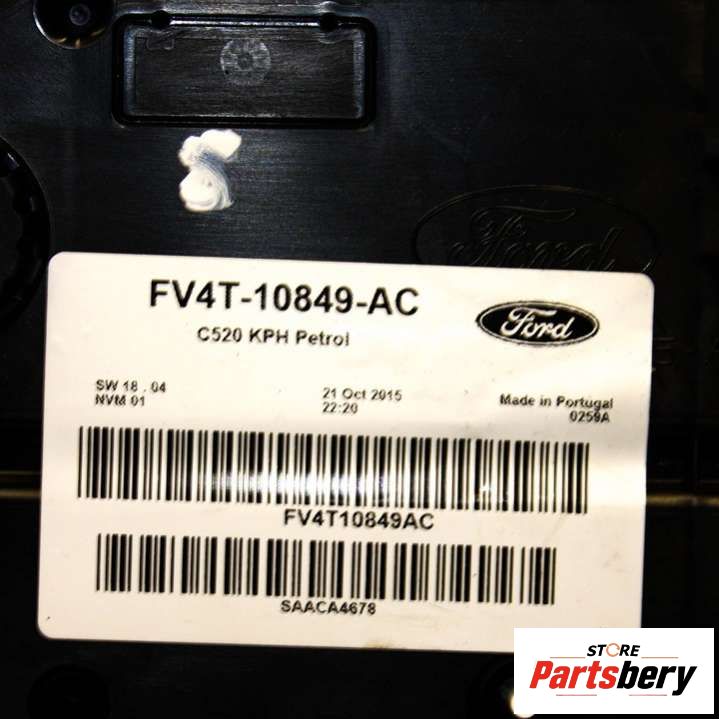 The
Ford
FV4T-10849-AC
Ford
C520 KPH Petrol
SW 18 . 04
NVM 01
21 Oct 2015
22:20
Made in Portugal
0259A
FV4T10849AC
SAACA4678
STORE
Partsbery